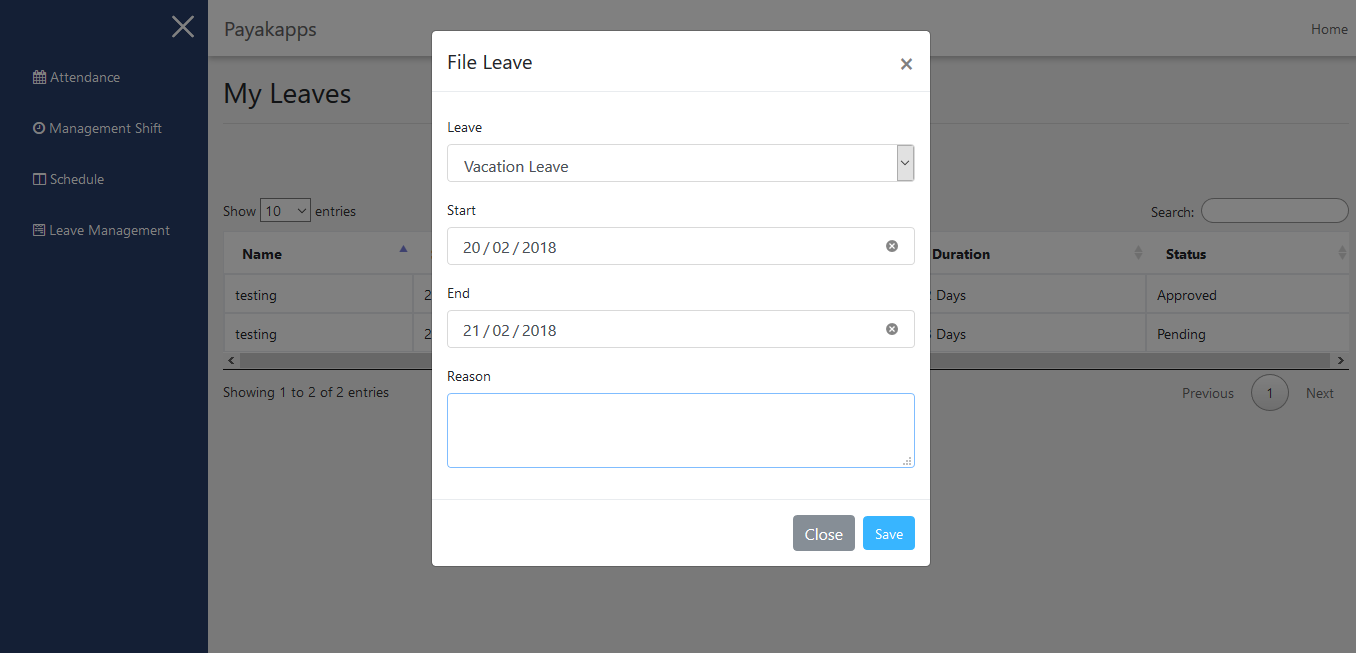 Payakapps
Home
Attendance
Management Shift
Schedule
Leave Management
My Leaves
Show 10 entries
Search:
Name
Duration
Status
testing
2
Days
Approved
testing
2
Days
Pending
Showing 1 to 2 of 2 entries
Previous 1 Next
File Leave
×
Leave
Vacation Leave
Start
20 / 02 / 2018
End
21 / 02 / 2018
Reason
Close
Save